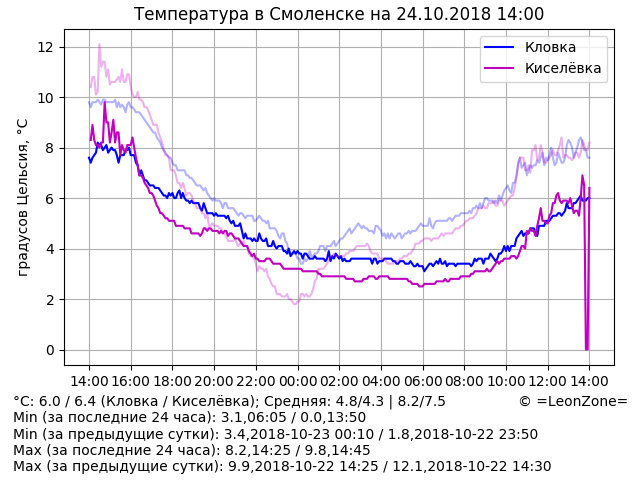 Температура в Смоленске на 24.10.2018 14:00
Кловка
Киселёвка
градусов Цельсия, °C
12
10
8
6
4
2
0
14:00 16:00 18:00 20:00 22:00 00:00 02:00 04:00 06:00 08:00 10:00 12:00 14:00
°C: 6.0 / 6.4 (Кловка / Киселёвка); Средняя: 4.8/4.3 | 8.2/7.5 © =LeonZone=
Min (за последние 24 часа): 3.1,06:05 / 0.0,13:50
Min (за предыдущие сутки): 3.4,2018-10-23 00:10 / 1.8,2018-10-22 23:50
Max (за последние 24 часа): 8.2,14:25 / 9.8,14:45
Max (за предыдущие сутки): 9.9,2018-10-22 14:25 / 12.1,2018-10-22 14:30